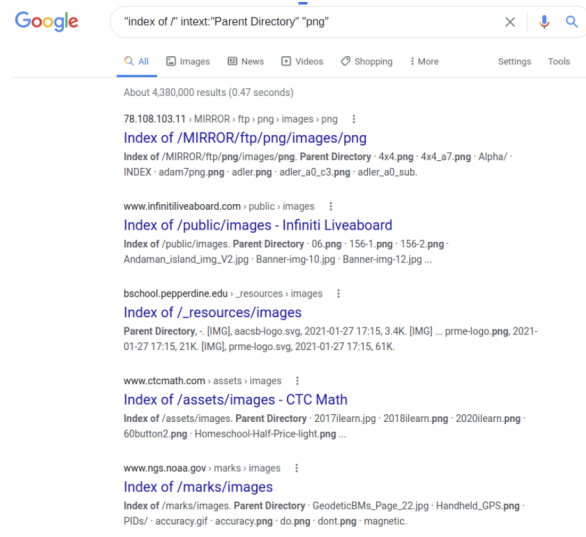 Google
"index of /" intext:"Parent Directory" "png"
All Images News Videos Shopping More Settings Tools
About 4,380,000 results (0.47 seconds)
78.108.103.11 › MIRROR › ftp › png › images › png
Index of /MIRROR/ftp/png/images/png
Index of /MIRROR/ftp/png/images/png. Parent Directory · 4x4.png · 4x4_a7.png · Alpha/ ·
INDEX · adam7png.png · adler.png · adler_a0_c3.png · adler_a0_sub.
www.infinitiliveaboard.com › public › images
Index of /public/images - Infiniti Liveaboard
Index of /public/images. Parent Directory · 06.png · 156-1.png · 156-2.png ·
Andaman_island_img_V2.jpg · Banner-img-10.jpg · Banner-img-12.jpg ...
bschool.pepperdine.edu › _resources › images
Index of /_resources/images
Parent Directory, -. [IMG], aacsb-logo.svg, 2021-01-27 17:15, 3.4K. [IMG] ... prme-logo.png, 2021-
01-27 17:15, 21K. [IMG], prme-logo.svg, 2021-01-27 17:15, 61K.
www.ctcmath.com › assets › images
Index of /assets/images - CTC Math
Index of /assets/images. Parent Directory · 2017ilearn.jpg · 2018ilearn.png · 2020ilearn.png ·
60button2.png · Homeschool-Half-Price-light.png ...
www.ngs.noaa.gov › marks › images
Index of /marks/images
Index of /marks/images. Parent Directory · GeodeticBMs_Page_22.jpg · Handheld_GPS.png ·
PIDs/ · accuracy.gif · accuracy.png · do.png · dont.png · magnetic.